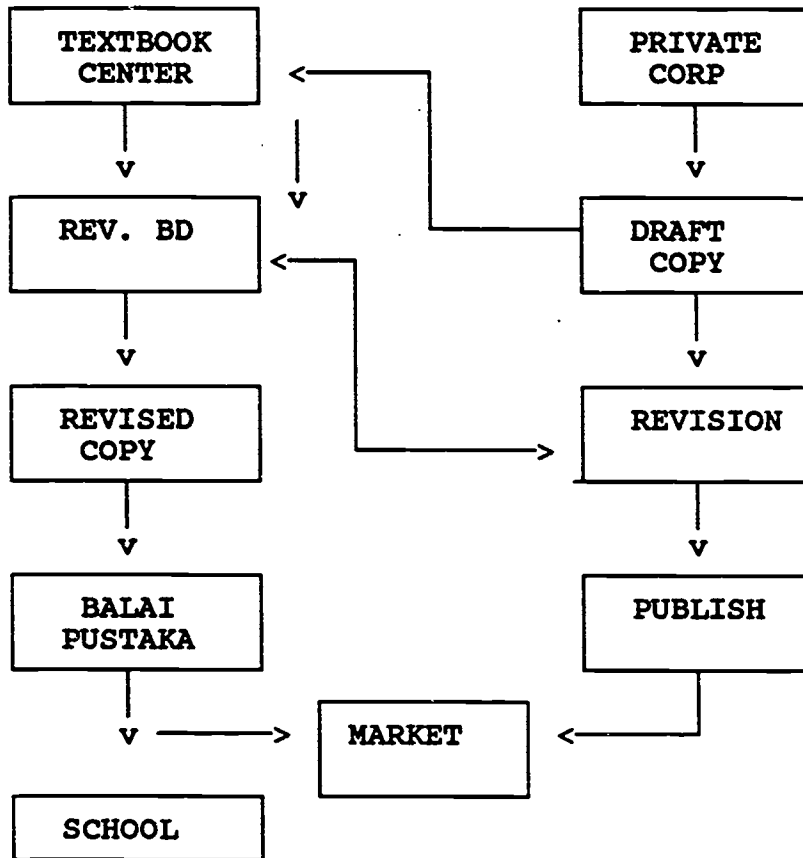 TEXTBOOK
CENTER
PRIVATE
CORP
REV. BD
DRAFT
COPY
REVISED
COPY
REVISION
BALAI
PUSTAKA
PUBLISH
MARKET
SCHOOL